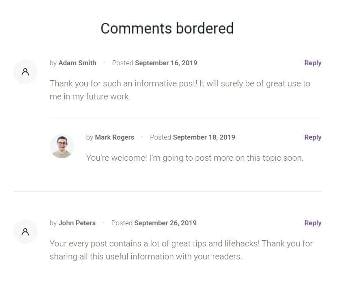 Comments bordered
by Adam Smith · Posted September 16, 2019 Reply
Thank you for such an informative post! It will surely be of great use to
me in my future work.
by Mark Rogers · Posted September 18, 2019 Reply
You're welcome! I'm going to post more on this topic soon.
by John Peters · Posted September 26, 2019 Reply
Your every post contains a lot of great tips and lifehacks! Thank you for
sharing all this useful information with your readers.